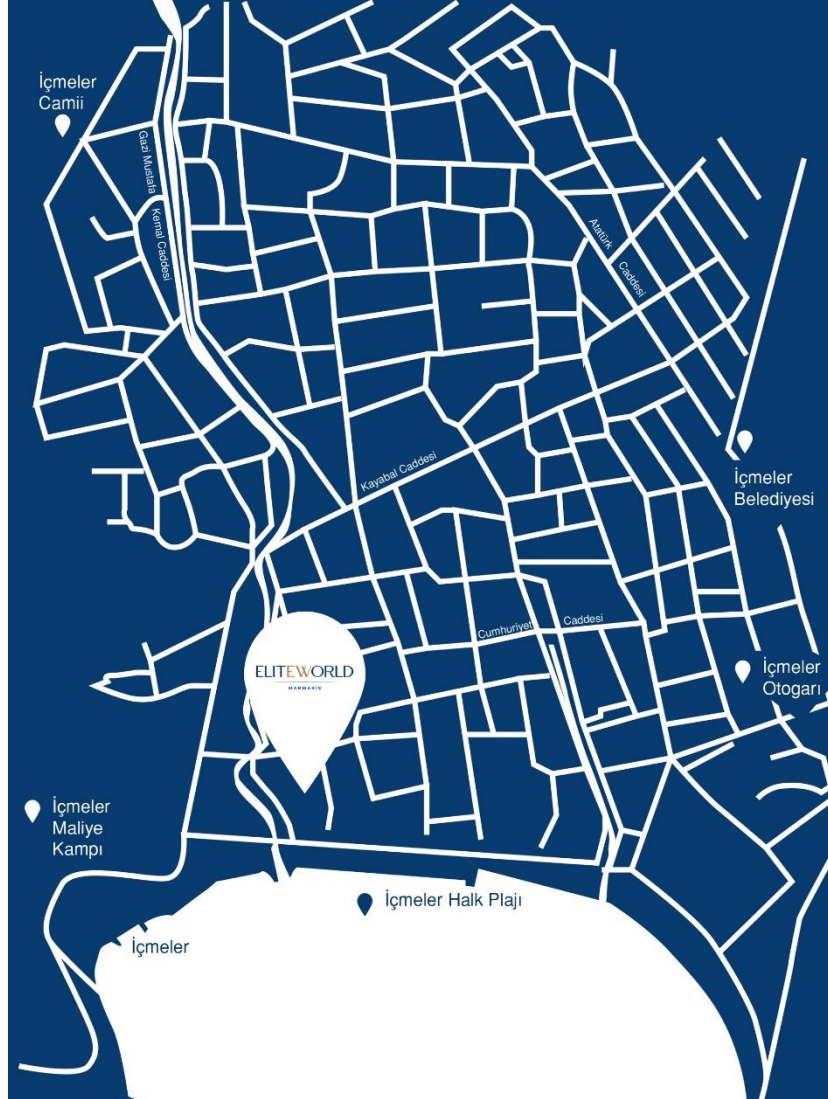 İçmeler
Camii
Gazi Mustafa
Kemal Caddesi
Atatürk
Caddesi
Kayabal Caddesi
İçmeler
Belediyesi
Cumhuriyet
Caddesi
ELITEWORLD
MARMARİS
İçmeler
Otogarı
İçmeler
Maliye
Kampı
İçmeler Halk Plajı
İçmeler